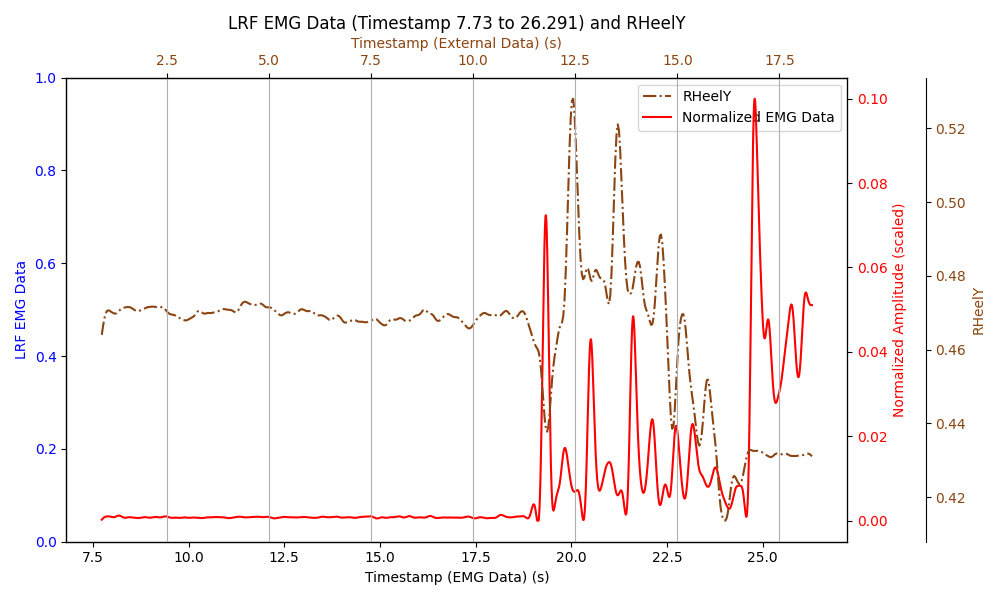 LRF EMG Data (Timestamp 7.73 to 26.291) and RHeelY
Timestamp (External Data) (s)
2.5 5.0 7.5 10.0 12.5 15.0 17.5
LRF EMG Data
1.0
0.8
0.6
0.4
0.2
0.0
RHeelY
Normalized EMG Data
0.10
0.08
0.06
0.04
0.02
0.00
Normalized Amplitude (scaled)
0.52
0.50
0.48
0.46
0.44
0.42
RHeelY
7.5 10.0 12.5 15.0 17.5 20.0 22.5 25.0
Timestamp (EMG Data) (s)